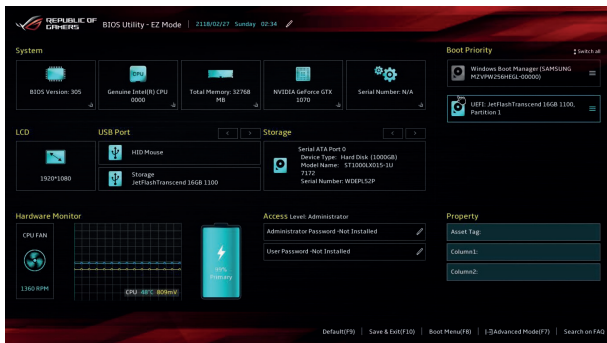 REPUBLIC OF
GAMERS
BIOS Utility - EZ Mode
2118/02/27 Sunday 02:34
System
BIOS Version: 305
CPU
Genuine Intel(R) CPU
0000
Total Memory: 32768
MB
NVIDIA GeForce GTX
1070
Serial Number: N/A
Boot Priority
Switch all
Windows Boot Manager (SAMSUNG
MZVPW256HEGL-00000)
UEFI: JetFlashTranscend 16GB 1100,
Partition 1
LCD
1920*1080
USB Port
HID Mouse
Storage
JetFlashTranscend 16GB 1100
Storage
Serial ATA Port 0
Device Type: Hard Disk (1000GB)
Model Name: ST1000LX015-1U
7172
Serial Number: WDEPL52P
Hardware Monitor
CPU FAN
1360 RPM
CPU 48°C 809mV
99%
Primary
Access Level: Administrator
Administrator Password -Not Installed
User Password -Not Installed
Property
Asset Tag:
Column1:
Column2:
Default(F9)
Save & Exit(F10)
Boot Menu(F8)
Advanced Mode(F7)
Search on FAQ